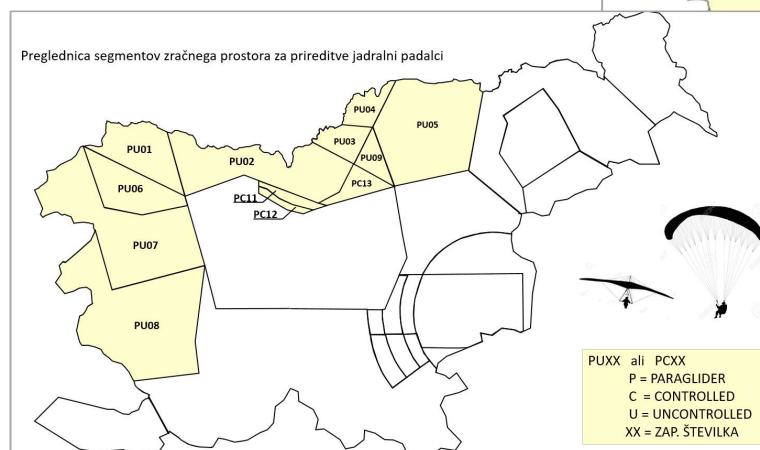 Preglednica segmentov zračnega prostora za prireditve jadralni padalci
PU04
PU05
PU03
PU01
PU02
PU09
PU06
PC13
PC11
PC12
PU07
PU08
PUXX ali PCXX
P = PARAGLIDER
C = CONTROLLED
U = UNCONTROLLED
XX = ZAP. ŠTEVILKA